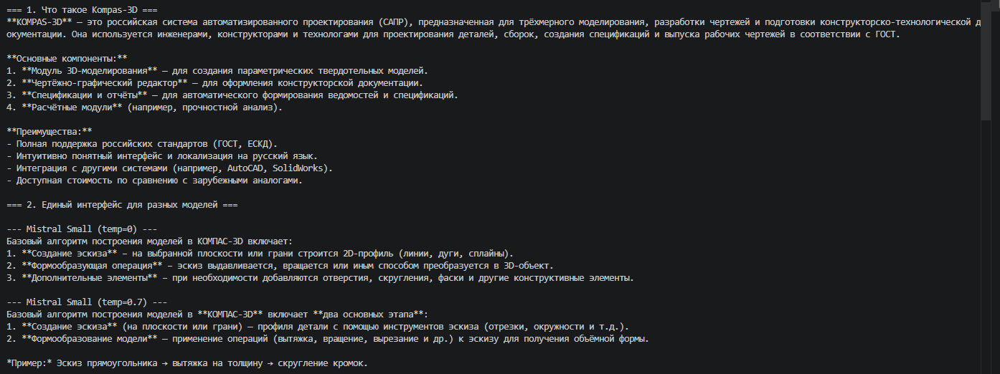 === 1. Что такое Kompas-3D ===
**KOMPAS-3D** — это российская система автоматизированного проектирования (САПР), предназначенная для трёхмерного моделирования, разработки чертежей и подготовки конструкторско-технологической д
окументации. Она используется инженерами, конструкторами и технологами для проектирования деталей, сборок, создания спецификаций и выпуска рабочих чертежей в соответствии с ГОСТ.
**Основные компоненты:**
1. **Модуль 3D-моделирования** — для создания параметрических твердотельных моделей.
2. **Чертёжно-графический редактор** — для оформления конструкторской документации.
3. **Спецификации и отчёты** — для автоматического формирования ведомостей и спецификаций.
4. **Расчётные модули** (например, прочностной анализ).
**Преимущества:**
- Полная поддержка российских стандартов (ГОСТ, ЕСКД).
- Интуитивно понятный интерфейс и локализация на русский язык.
- Интеграция с другими системами (например, AutoCAD, SolidWorks).
- Доступная стоимость по сравнению с зарубежными аналогами.
=== 2. Единый интерфейс для разных моделей ===
--- Mistral Small (temp=0) ---
Базовый алгоритм построения моделей в КОМПАС-3D включает:
1. **Создание эскиза** – на выбранной плоскости или грани строится 2D-профиль (линии, дуги, сплайны).
2. **Формообразующая операция** – эскиз выдавливается, вращается или иным способом преобразуется в 3D-объект.
3. **Дополнительные элементы** – при необходимости добавляются отверстия, скругления, фаски и другие конструктивные элементы.
--- Mistral Small (temp=0.7) ---
Базовый алгоритм построения моделей в **КОМПАС-3D** включает **два основных этапа**:
1. **Создание эскиза** (на плоскости или грани) — профиля детали с помощью инструментов эскиза (отрезки, окружности и т.д.).
2. **Формообразование модели** — применение операций (вытяжка, вращение, вырезание и др.) к эскизу для получения объёмной формы.
*Пример:* Эскиз прямоугольника → вытяжка на толщину → скругление кромок.